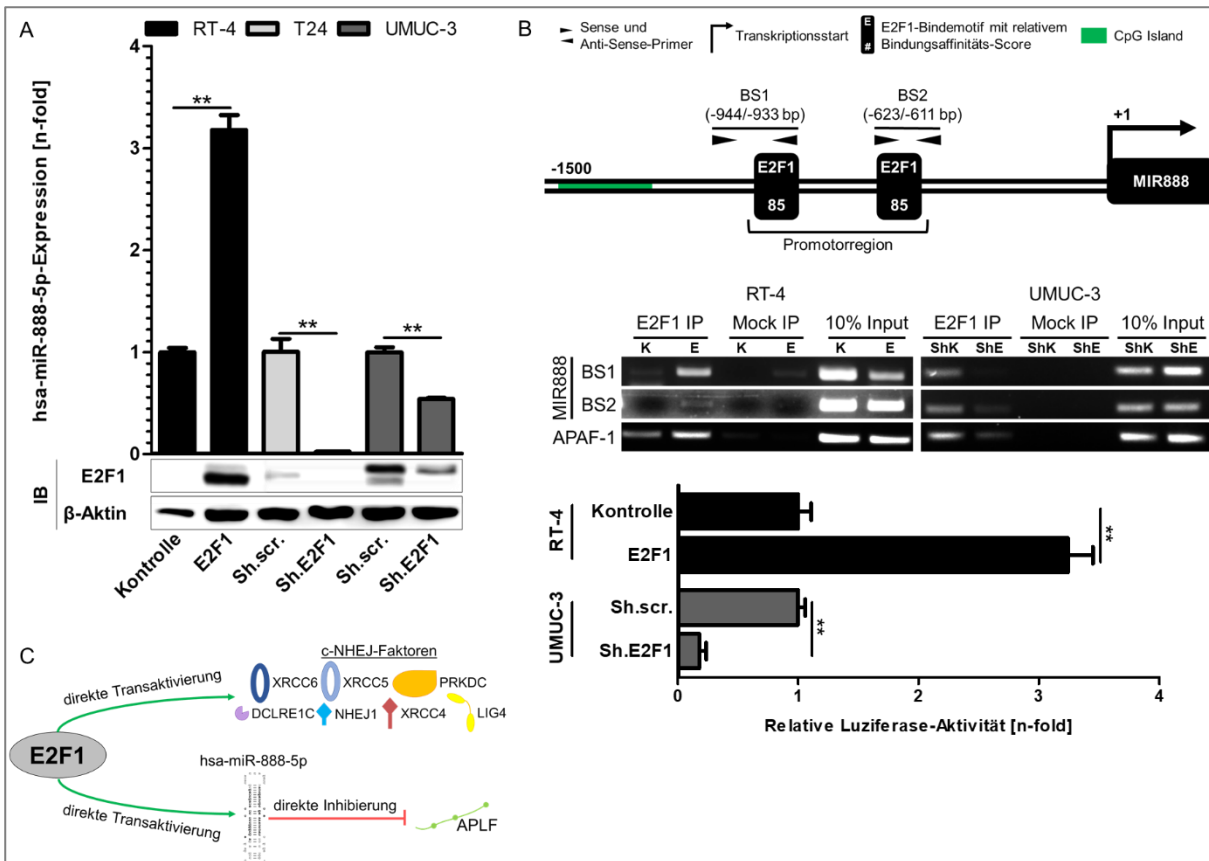 A
RT-4 T24 UMUC-3
hsa-miR-888-5p-Expression [n-fold]
4
3
2
1
0
**
**
**
IB
E2F1
β-Aktin
Kontrolle
E2F1
Sh.scr.
Sh.E2F1
Sh.scr.
Sh.E2F1
B
Sense und
Anti-Sense-Primer
Transkriptionsstart
E
#
E2F1-Bindemotif mit relativem
Bindungsaffinitäts-Score
CpG Island
BS1
(-944/-933 bp)
BS2
(-623/-611 bp)
+1
-1500
E2F1
85
E2F1
85
MIR888
Promotorregion
RT-4 UMUC-3
E2F1 IP Mock IP 10% Input E2F1 IP Mock IP 10% Input
K E K E K E ShK ShE ShK ShE ShK ShE
MIR888
BS1
BS2
APAF-1
RT-4
Kontrolle
E2F1
**
UMUC-3
Sh.scr.
Sh.E2F1
**
0 1 2 3 4
Relative Luziferase-Aktivität [n-fold]
C
c-NHEJ-Faktoren
direkte Transaktivierung
XRCC6 XRCC5 PRKDC
DCLRE1C NHEJ1 XRCC4 LIG4
E2F1
hsa-miR-888-5p
direkte Transaktivierung
direkte Inhibierung
APLF